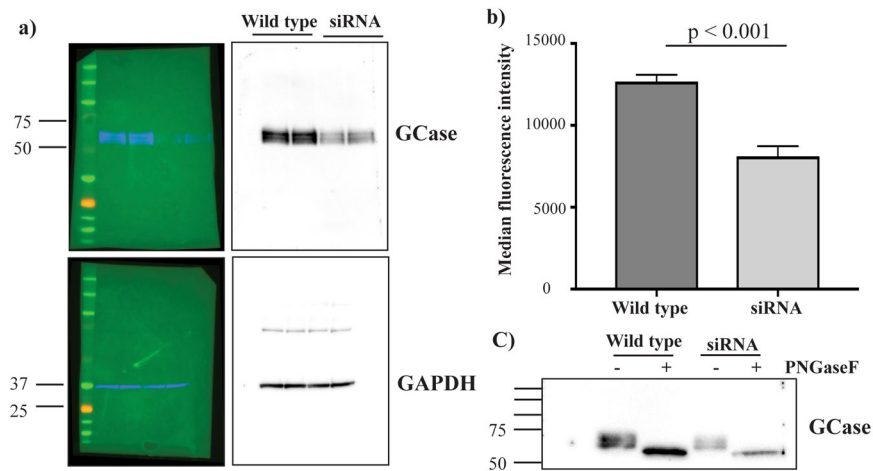 a)
Wild type siRNA
75
50
GCase
37
25
GAPDH
b)
p < 0.001
15000
10000
5000
0
Median fluorescence intensity
Wild type siRNA
C)
Wild type siRNA
- + - + PNGaseF
75
50
GCase